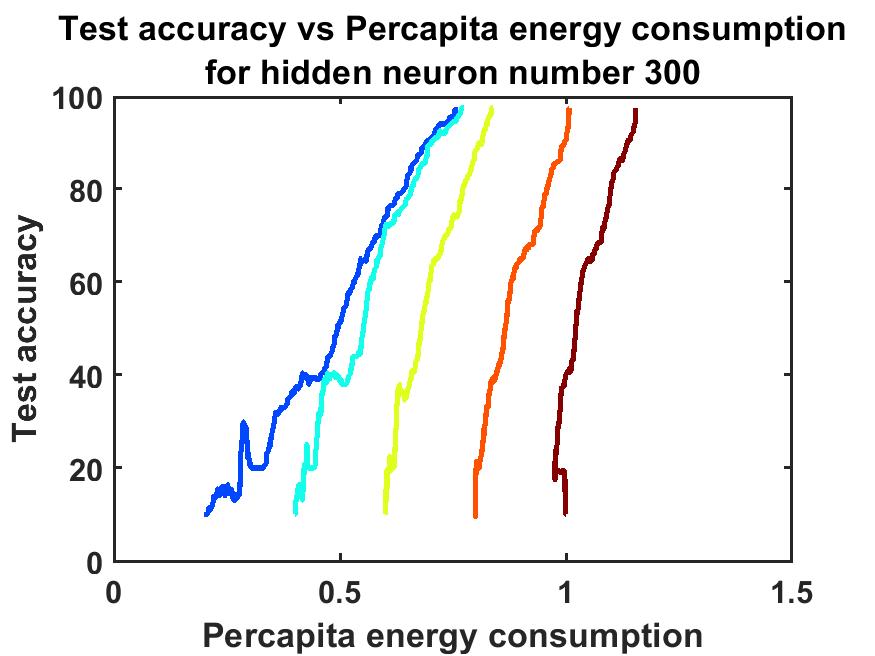 Test accuracy vs Percapita energy consumption
for hidden neuron number 300
100
80
60
40
20
0
Test accuracy
0 0.5 1 1.5
Percapita energy consumption